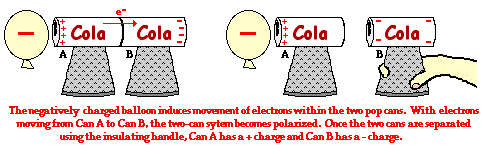 e⁻
Cola Cola Cola Cola
A B A B
The negatively charged balloon induces movement of electrons within the two pop cans. With electrons
moving from Can A to Can B, the two-can sytem becomes polarized. Once the two cans are separated
using the insulating handle, Can A has a + charge and Can B has a - charge.